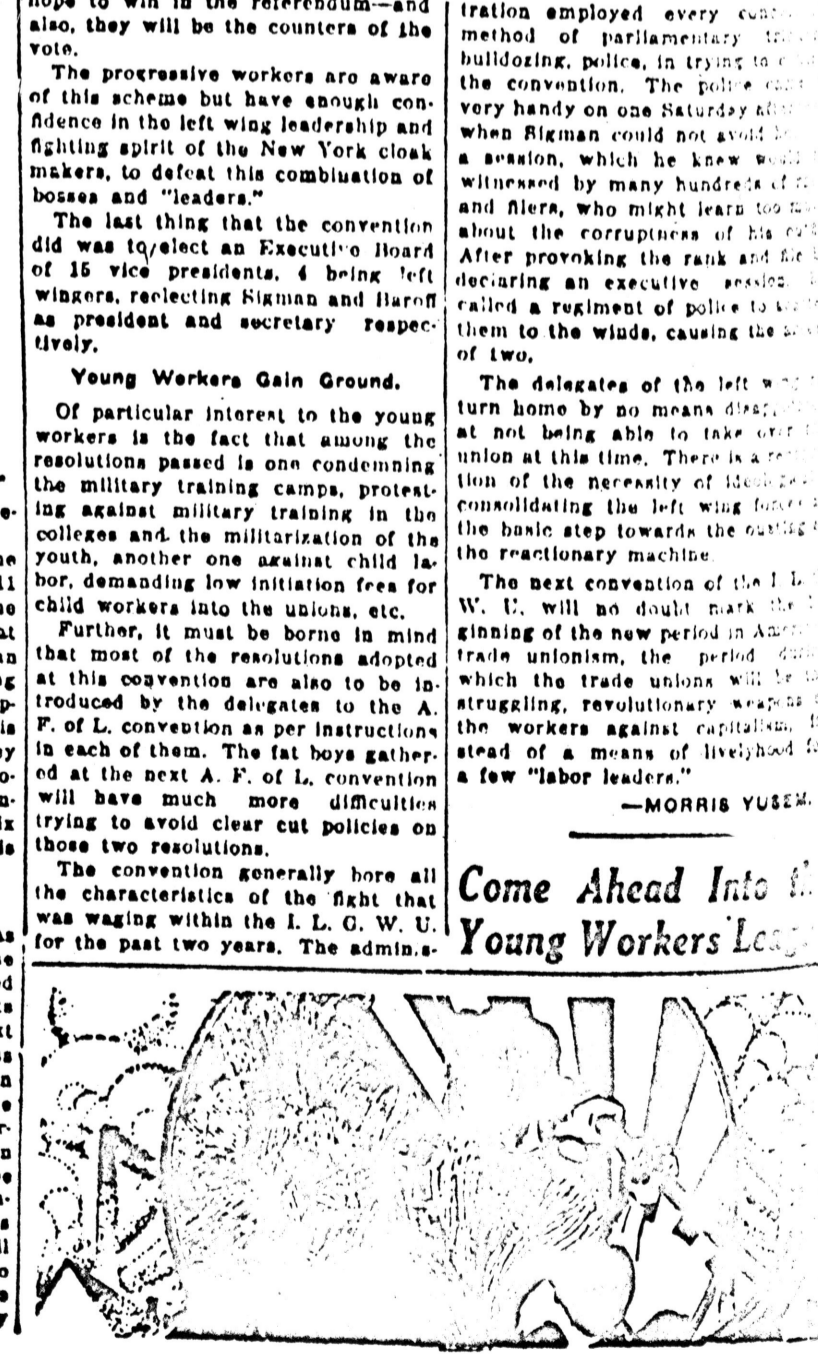 hope to win in the referendum—and
also, they will be the counters of the
vote.
The progressive workers are aware
of this scheme but have enough con-
fidence in the left wing leadership and
fighting spirit of the New York cloak
makers, to defeat this combination of
bosses and "leaders."
The last thing that the convention
did was to elect an Executive Board
of 15 vice presidents, 4 being left
wingers, reelecting Sigman and Baroff
as president and secretary respec-
tively.
Young Workers Gain Ground.
Of particular interest to the young
workers is the fact that among the
resolutions passed is one condemning
the military training camps, protest-
ing against military training in the
colleges and the militarization of the
youth, another one against child la-
bor, demanding low initiation fees for
child workers into the unions, etc.
Further, it must be borne in mind
that most of the resolutions adopted
at this convention are also to be in-
troduced by the delegates to the A.
F. of L. convention as per instructions
in each of them. The fat boys gather-
ed at the next A. F. of L. convention
will have much more difficulties
trying to avoid clear cut policies on
those two resolutions.
The convention generally bore all
the characteristics of the fight that
was waging within the I. L. G. W. U.
for the past two years. The adminis-
tration employed every
method of parliamentary
bulldozing, police, in trying to
the convention. The police
very handy on one Saturday
when Sigman could not avoid
a session, which he knew
witnessed by many hundreds of
and filers, who might learn too
about the corruptness of his
After provoking the rank and file
declaring an executive session,
called a regiment of police to
them to the winds, causing the
of two.
The delegates of the left
turn home by no means
at not being able to take over
union at this time. There is a
tion of the necessity of
consolidating the left wing forces
the basic step towards the ousting
the reactionary machine.
The next convention of the I. L.
W. U. will no doubt mark the
ginning of the new period in
trade unionism, the period
which the trade unions will be
struggling, revolutionary weapons
the workers against capitalism,
stead of a means of livelyhood
a few "labor leaders."
—MORRIS YUSEM.
Come Ahead Into
Young Workers'